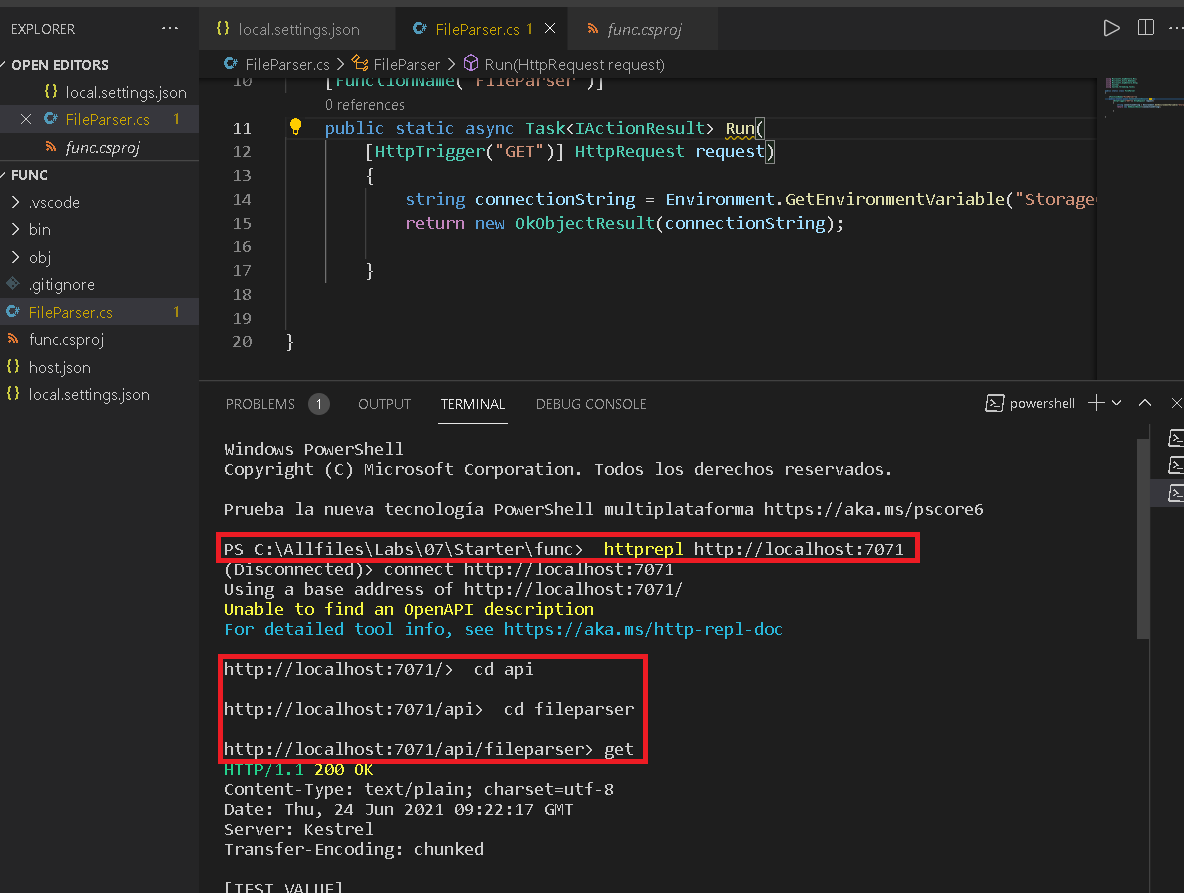 EXPLORER
local.settings.json
FileParser.cs 1
func.csproj
OPEN EDITORS
local.settings.json
FileParser.cs 1
func.csproj
FUNC
.vscode
bin
obj
.gitignore
FileParser.cs 1
func.csproj
host.json
local.settings.json
FileParser.cs > FileParser > Run(HttpRequest request)
10 [FunctionName("FileParser")]
0 references
11 public static async Task<IActionResult> Run(
12 [HttpTrigger("GET")] HttpRequest request)
13 {
14 string connectionString = Environment.GetEnvironmentVariable("Storage
15 return new OkObjectResult(connectionString);
16
17 }
18
19
20 }
PROBLEMS 1 OUTPUT TERMINAL DEBUG CONSOLE
powershell
Windows PowerShell
Copyright (C) Microsoft Corporation. Todos los derechos reservados.
Prueba la nueva tecnología PowerShell multiplataforma https://aka.ms/pscore6
PS C:\Allfiles\Labs\07\Starter\func> httprepl http://localhost:7071
(Disconnected)> connect http://localhost:7071
Using a base address of http://localhost:7071/
Unable to find an OpenAPI description
For detailed tool info, see https://aka.ms/http-repl-doc
http://localhost:7071/> cd api
http://localhost:7071/api> cd fileparser
http://localhost:7071/api/fileparser> get
HTTP/1.1 200 OK
Content-Type: text/plain; charset=utf-8
Date: Thu, 24 Jun 2021 09:22:17 GMT
Server: Kestrel
Transfer-Encoding: chunked
[TEST VALUE]